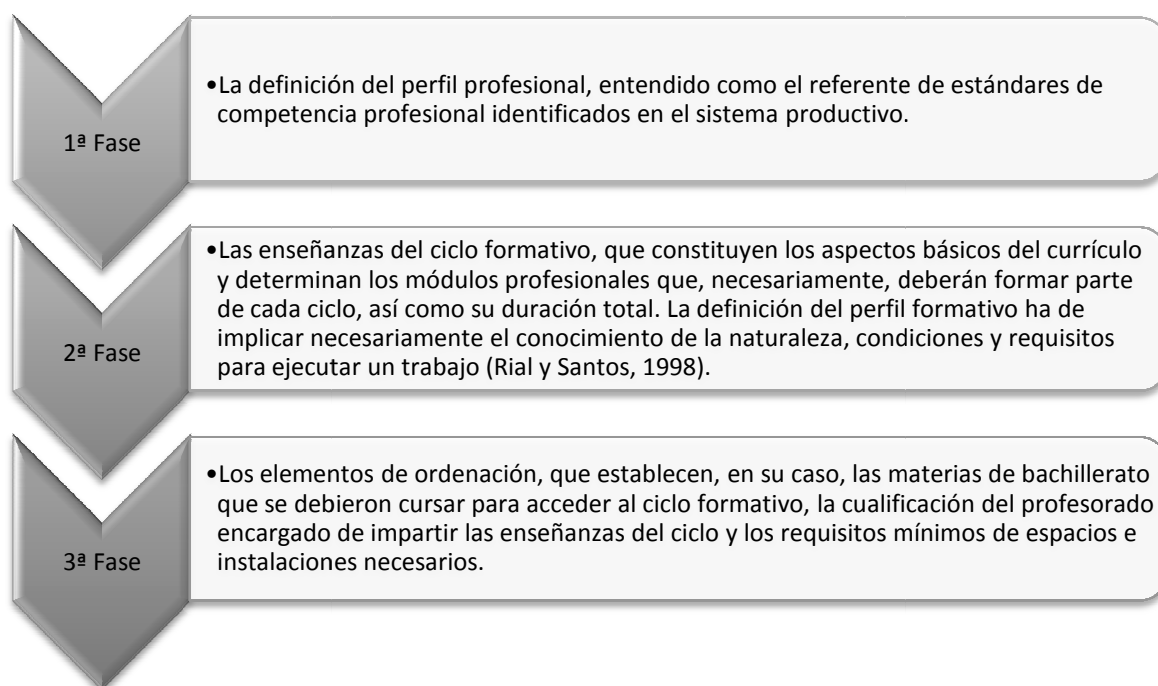 1ª Fase
•La definición del perfil profesional, entendido como el referente de estándares de
competencia profesional identificados en el sistema productivo.
2ª Fase
•Las enseñanzas del ciclo formativo, que constituyen los aspectos básicos del currículo
y determinan los módulos profesionales que, necesariamente, deberán formar parte
de cada ciclo, así como su duración total. La definición del perfil formativo ha de
implicar necesariamente el conocimiento de la naturaleza, condiciones y requisitos
para ejecutar un trabajo (Rial y Santos, 1998).
3ª Fase
•Los elementos de ordenación, que establecen, en su caso, las materias de bachillerato
que se debieron cursar para acceder al ciclo formativo, la cualificación del profesorado
encargado de impartir las enseñanzas del ciclo y los requisitos mínimos de espacios e
instalaciones necesarios.